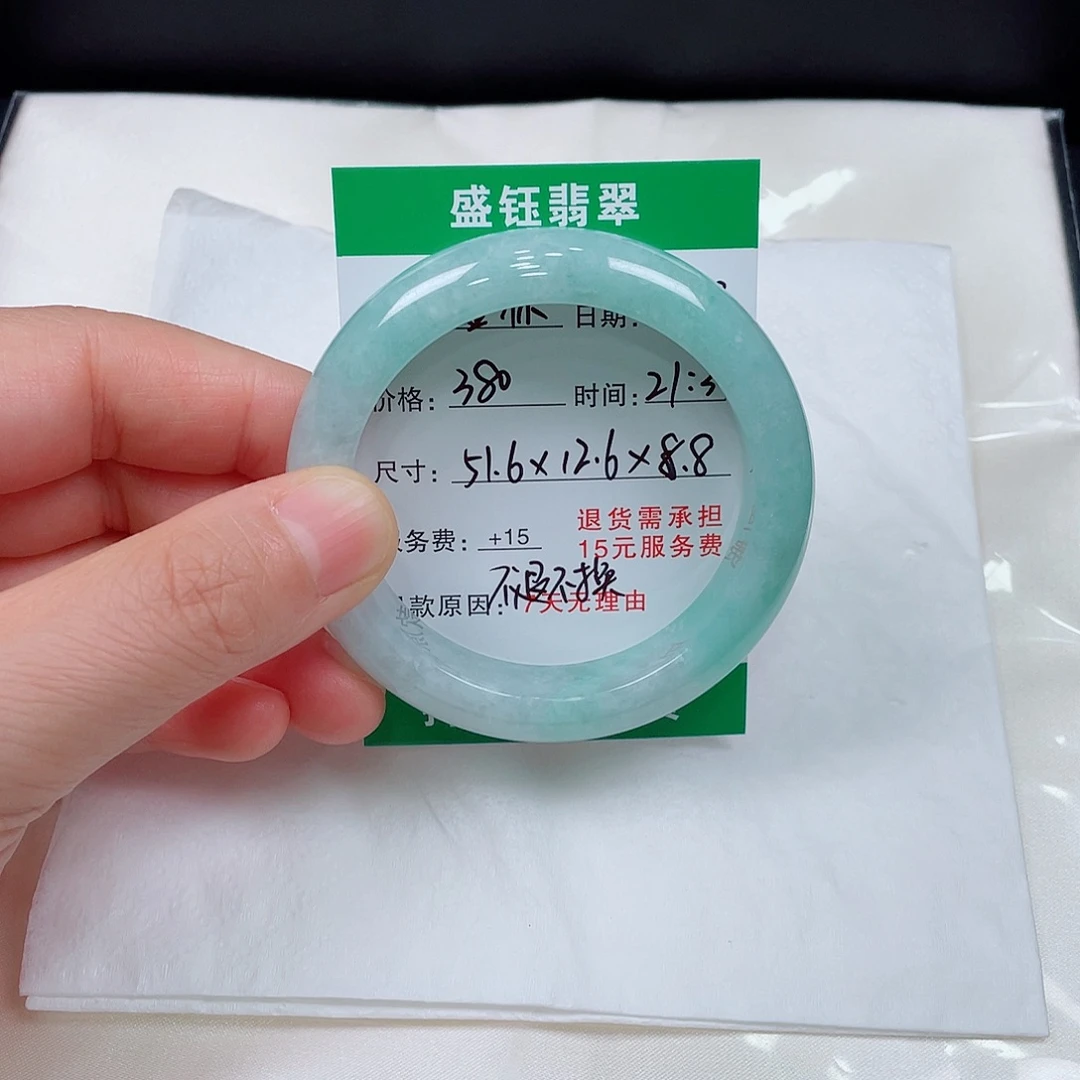 盛钰翡翠
日期:
价格: 380 时间: 21:3
尺寸: 51.6×12.6×8.8
务费: +15 退货需承担
15元服务费
款原因: 7天无理由
不退不换